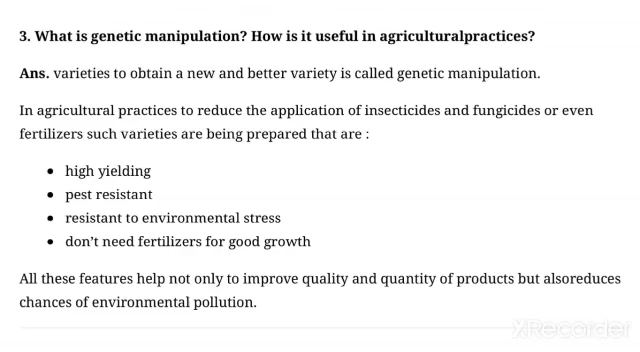 3. What is genetic manipulation? How is it useful in agriculturalpractices?
Ans. varieties to obtain a new and better variety is called genetic manipulation.
In agricultural practices to reduce the application of insecticides and fungicides or even
fertilizers such varieties are being prepared that are :
• high yielding
• pest resistant
• resistant to environmental stress
• don't need fertilizers for good growth
All these features help not only to improve quality and quantity of products but alsoreduces
chances of environmental pollution.
XRecorder